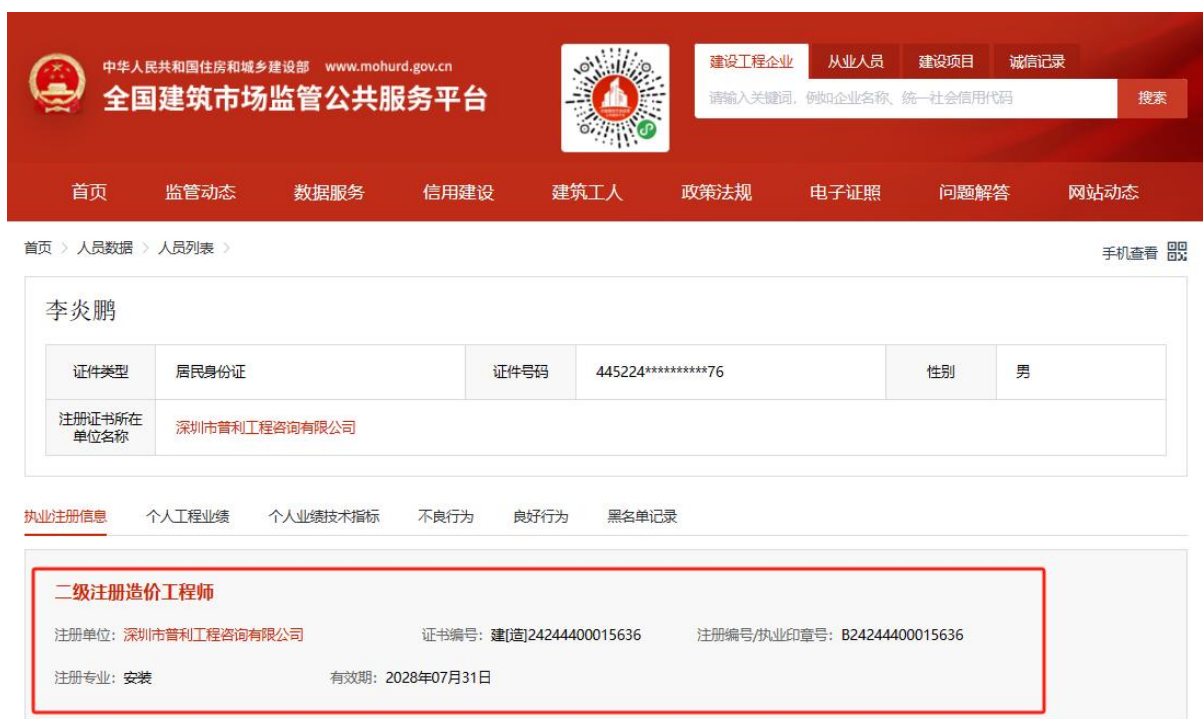 中华人民共和国住房和城乡建设部 www.mohurd.gov.cn
全国建筑市场监管公共服务平台
建设工程企业 从业人员 建设项目 诚信记录
请输入关键词，例如企业名称、统一社会信用代码 搜索
首页 监管动态 数据服务 信用建设 建筑工人 政策法规 电子证照 问题解答 网站动态
首页 > 人员数据 > 人员列表 >
手机查看
李炎鹏
证件类型 居民身份证 证件号码 445224**********76 性别 男
注册证书所在
单位名称
深圳市普利工程咨询有限公司
执业注册信息 个人工程业绩 个人业绩技术指标 不良行为 良好行为 黑名单记录
二级注册造价工程师
注册单位：深圳市普利工程咨询有限公司 证书编号：建[造]24244400015636 注册编号/执业印章号：B24244400015636
注册专业：安装 有效期：2028年07月31日